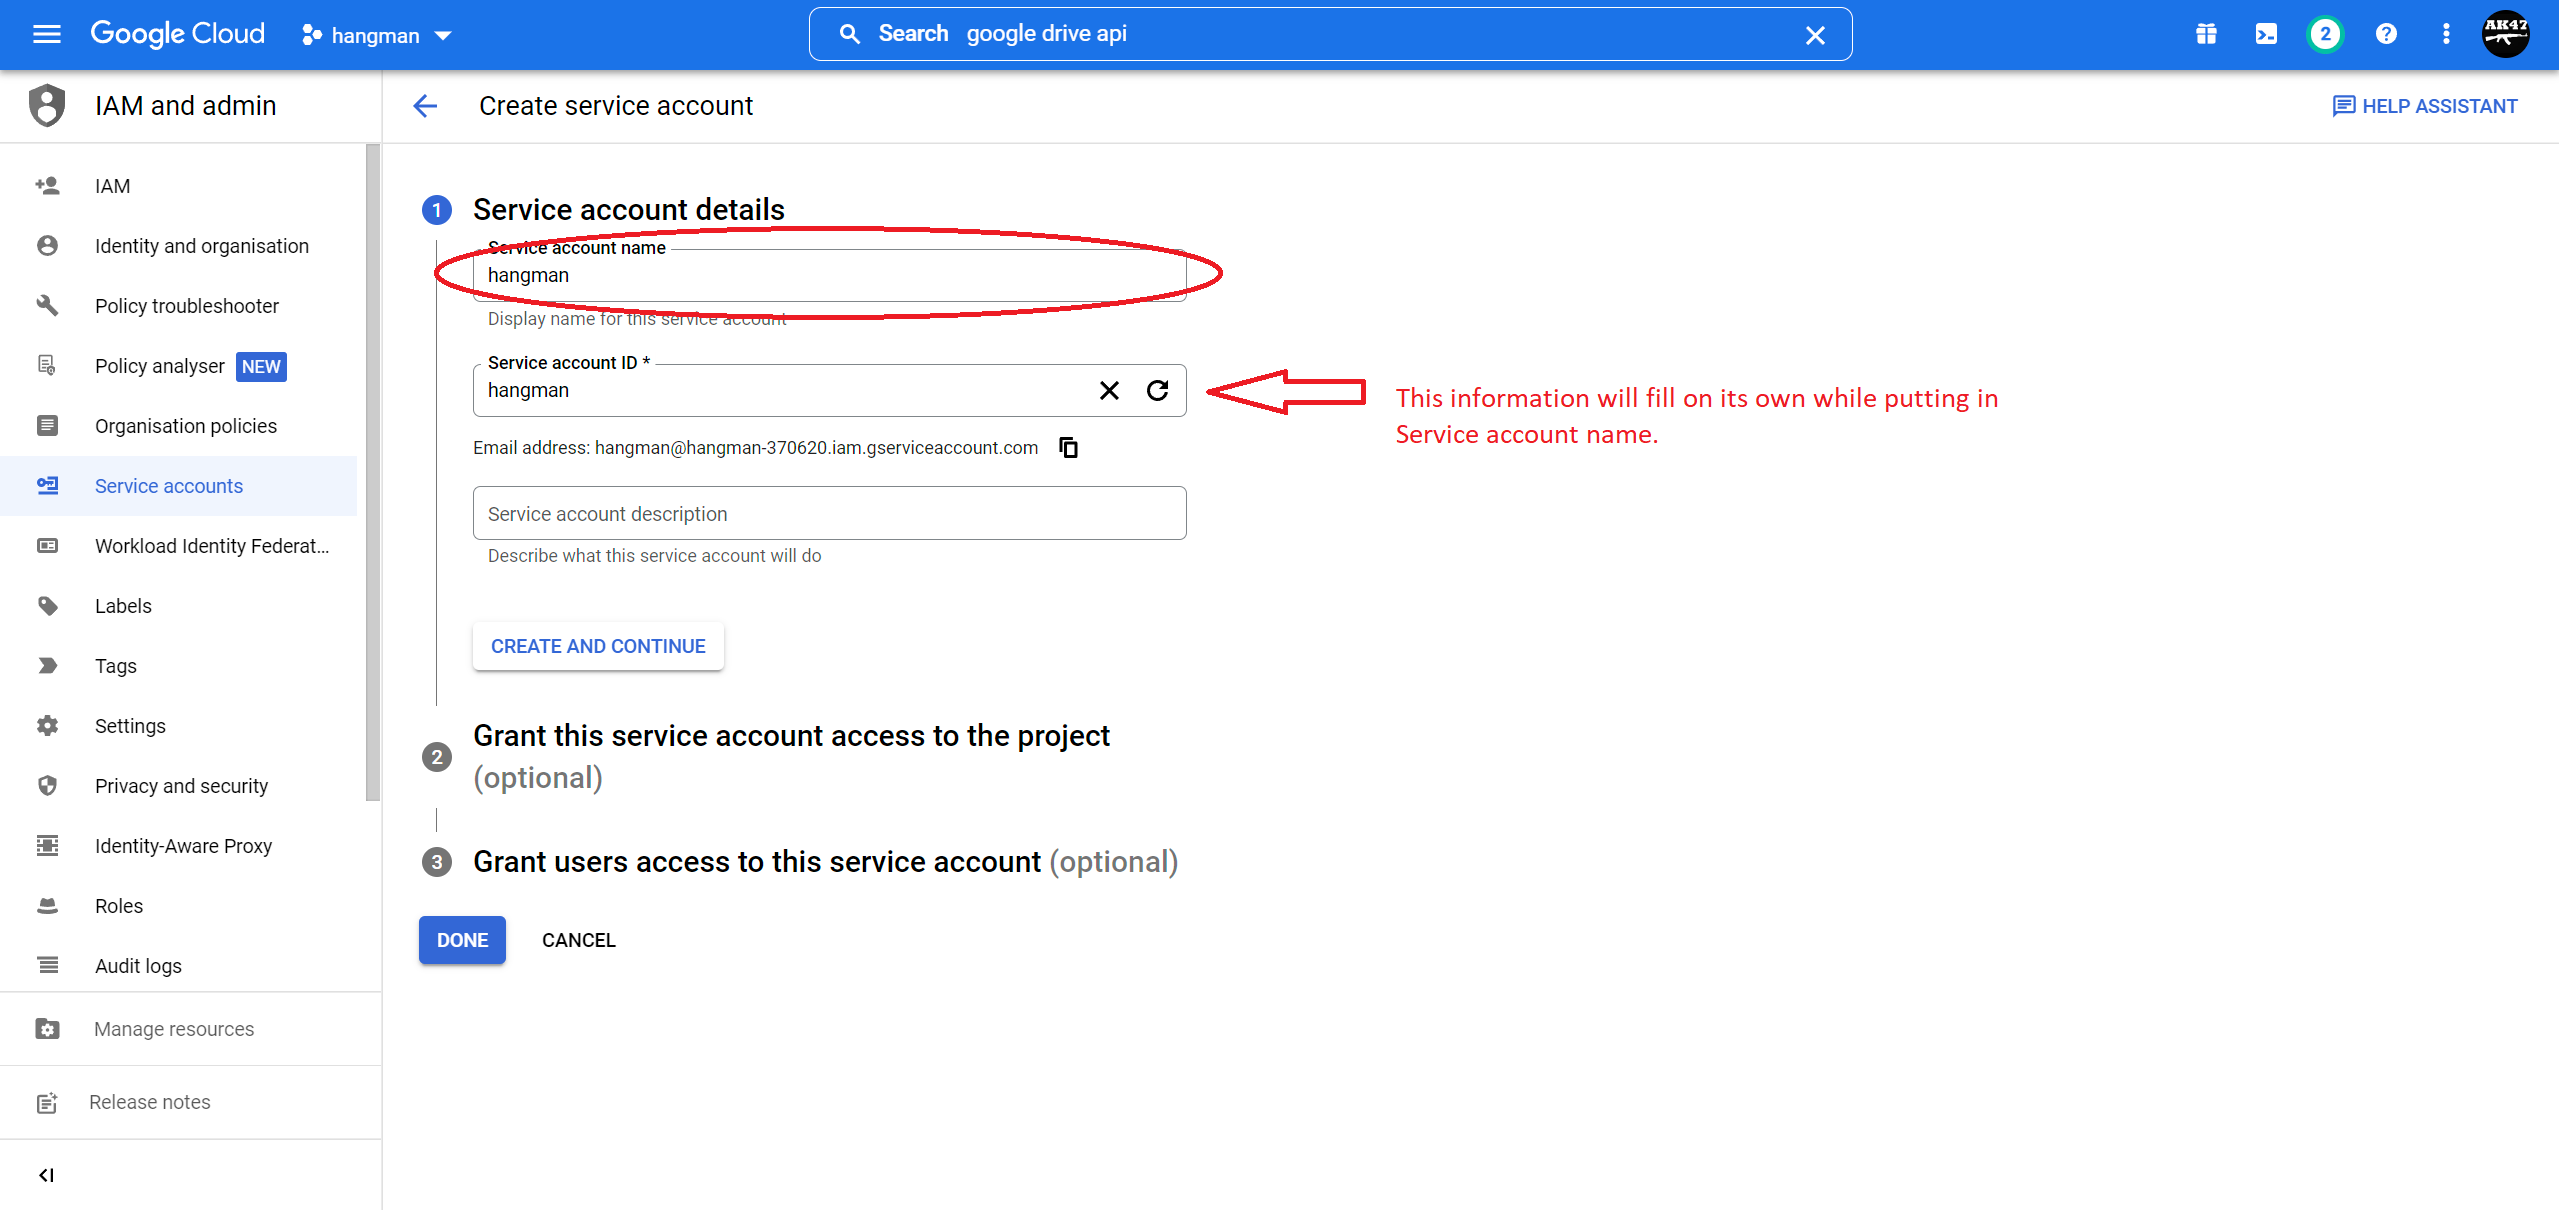 Google Cloud
hangman
Search google drive api
2
?
AK47
IAM and admin
Create service account
HELP ASSISTANT
IAM
Identity and organisation
Policy troubleshooter
Policy analyser NEW
Organisation policies
Service accounts
Workload Identity Federat...
Labels
Tags
Settings
Privacy and security
Identity-Aware Proxy
Roles
Audit logs
Manage resources
Release notes
1 Service account details
Service account name
hangman
Display name for this service account
Service account ID *
hangman
This information will fill on its own while putting in
Service account name.
Email address: hangman@hangman-370620.iam.gserviceaccount.com
Service account description
Describe what this service account will do
CREATE AND CONTINUE
2 Grant this service account access to the project
(optional)
3 Grant users access to this service account (optional)
DONE CANCEL